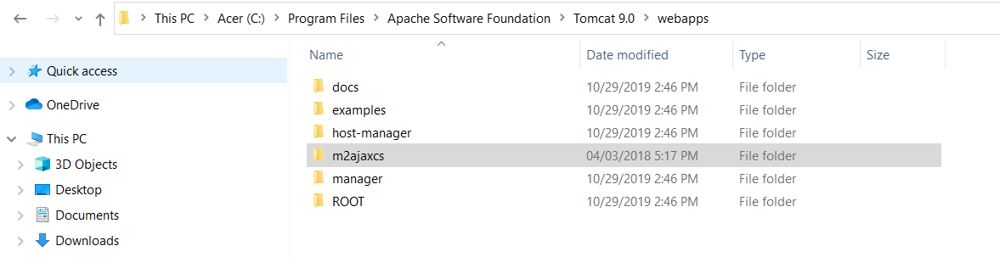 This PC > Acer (C:) > Program Files > Apache Software Foundation > Tomcat 9.0 > webapps
Name Date modified Type Size
Quick access
OneDrive
This PC
3D Objects
Desktop
Documents
Downloads
docs 10/29/2019 2:46 PM File folder
examples 10/29/2019 2:46 PM File folder
host-manager 10/29/2019 2:46 PM File folder
m2ajaxcs 04/03/2018 5:17 PM File folder
manager 10/29/2019 2:46 PM File folder
ROOT 10/29/2019 2:46 PM File folder